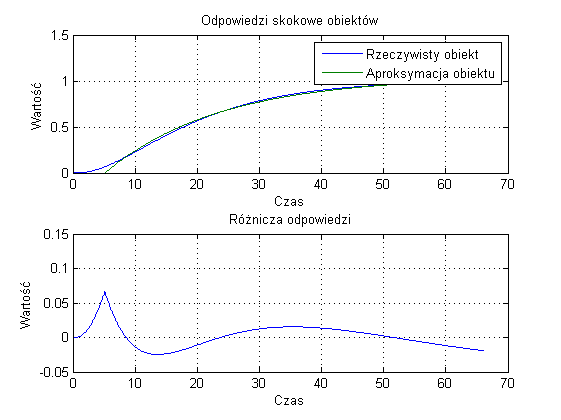 Odpowiedzi skokowe obiektów
1.5
Rzeczywisty obiekt
Aproksymacja obiektu
1
Wartość
0.5
0
0 10 20 30 40 50 60 70
Czas
Różnicza odpowiedzi
0.15
0.1
0.05
Wartość
0
-0.05
0 10 20 30 40 50 60 70
Czas